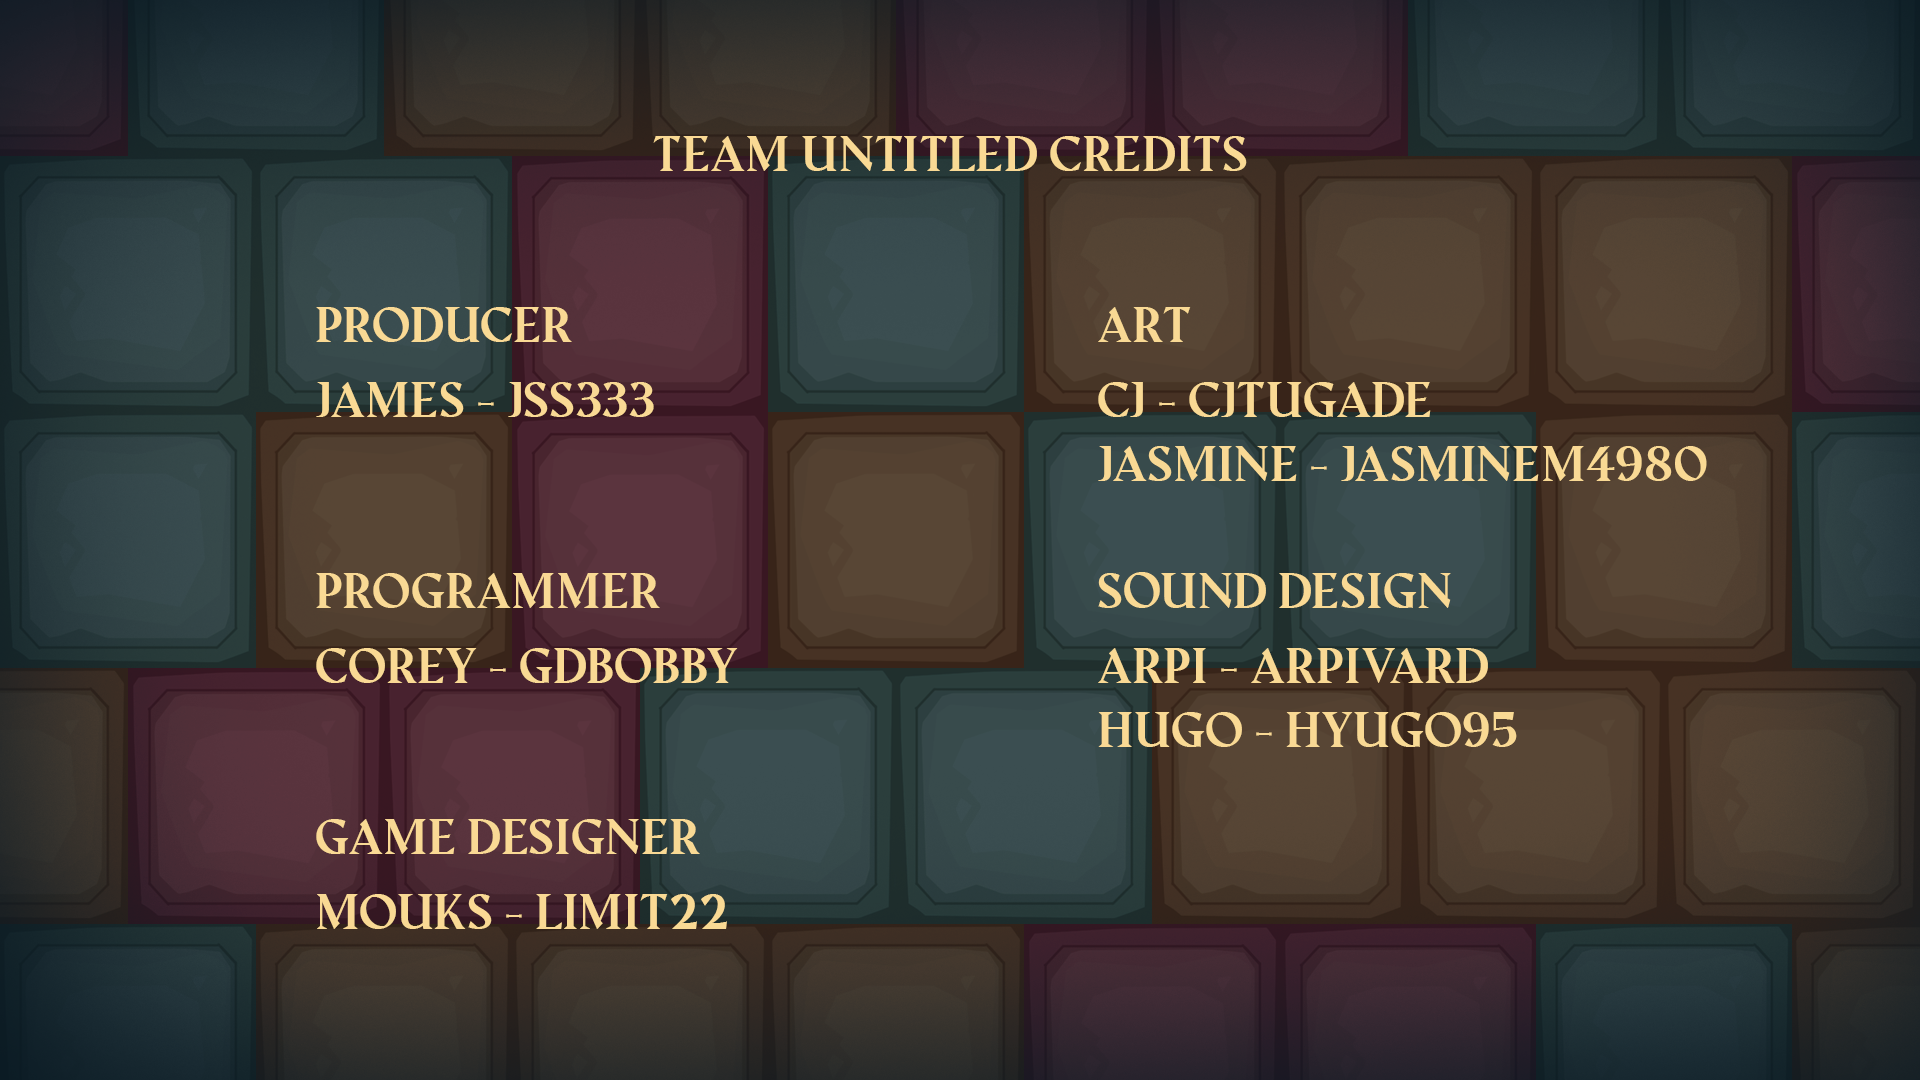 TEAM UNTITLED CREDITS
PRODUCER
JAMES - JSS333
PROGRAMMER
COREY - GDBOBBY
GAME DESIGNER
MOUKS - LIMIT22
ART
CJ - CJTUGADE
JASMINE - JASMINEM4980
SOUND DESIGN
ARPI - ARPIVARD
HUGO - HYUGO95